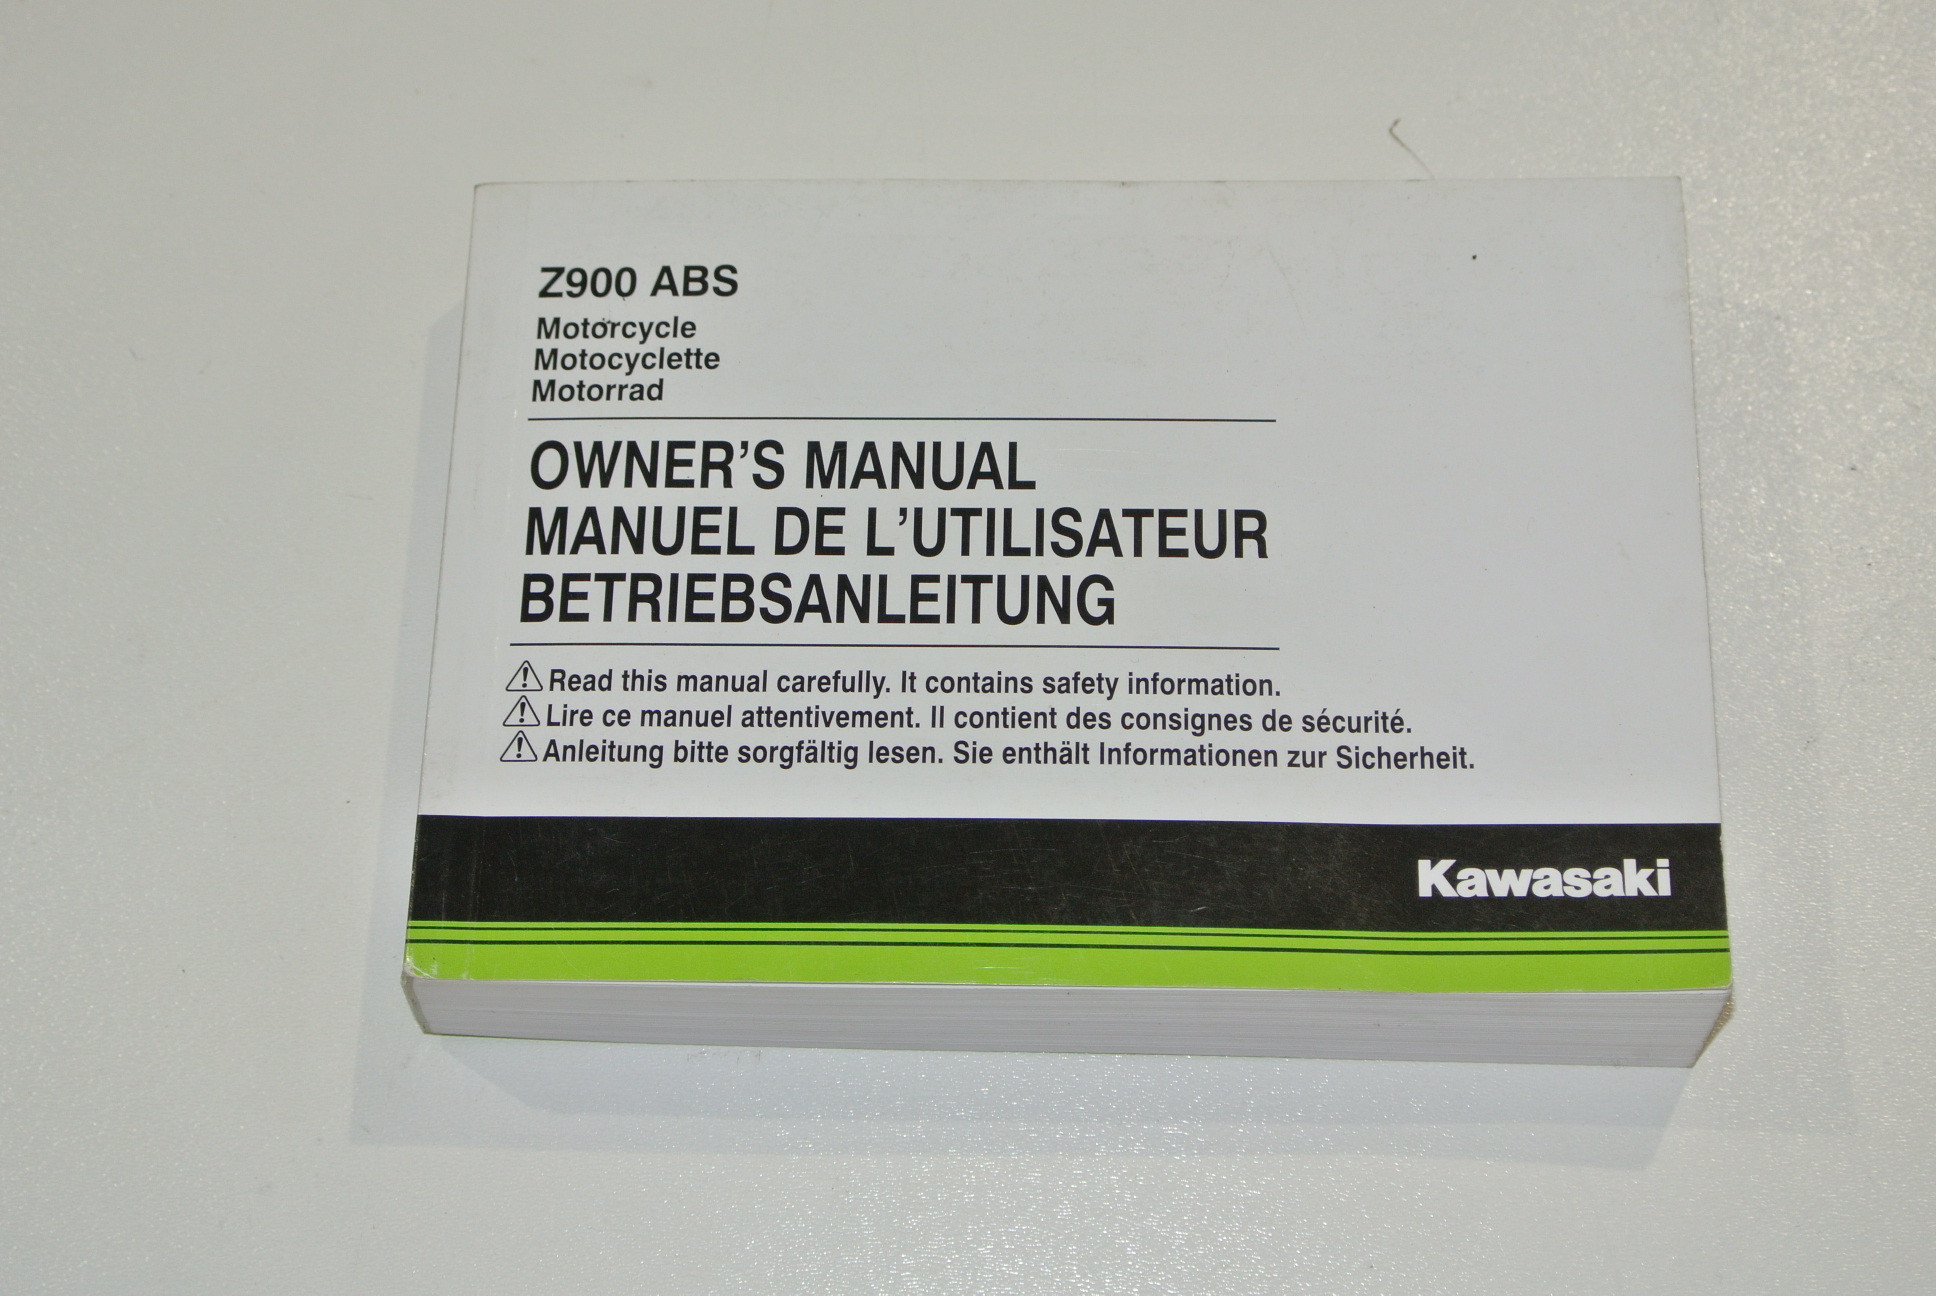 Z900 ABS
Motorcycle
Motocyclette
Motorrad
OWNER'S MANUAL
MANUEL DE L'UTILISATEUR
BETRIEBSANLEITUNG
Read this manual carefully. It contains safety information.
Lire ce manuel attentivement. Il contient des consignes de sécurité.
Anleitung bitte sorgfältig lesen. Sie enthält Informationen zur Sicherheit.
Kawasaki